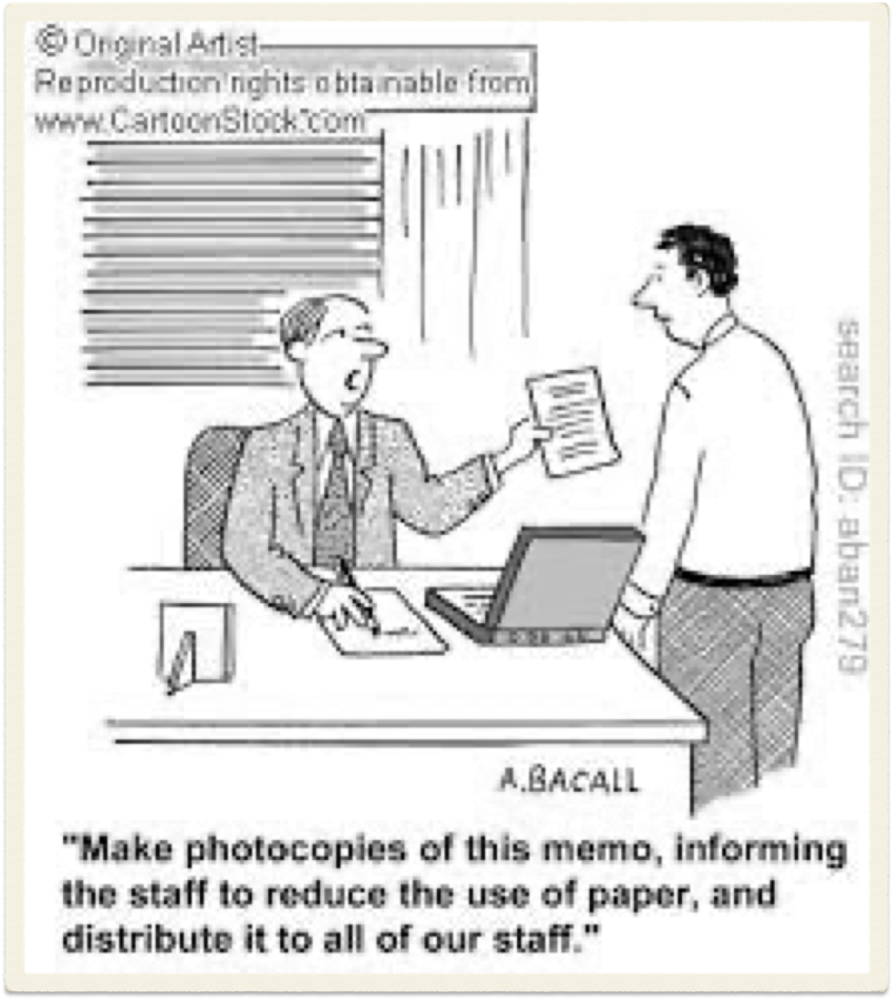 © Original Artist
Reproduction rights obtainable from
www.CartoonStock.com
search ID: aban279
A.BACALL
"Make photocopies of this memo, informing
the staff to reduce the use of paper, and
distribute it to all of our staff."